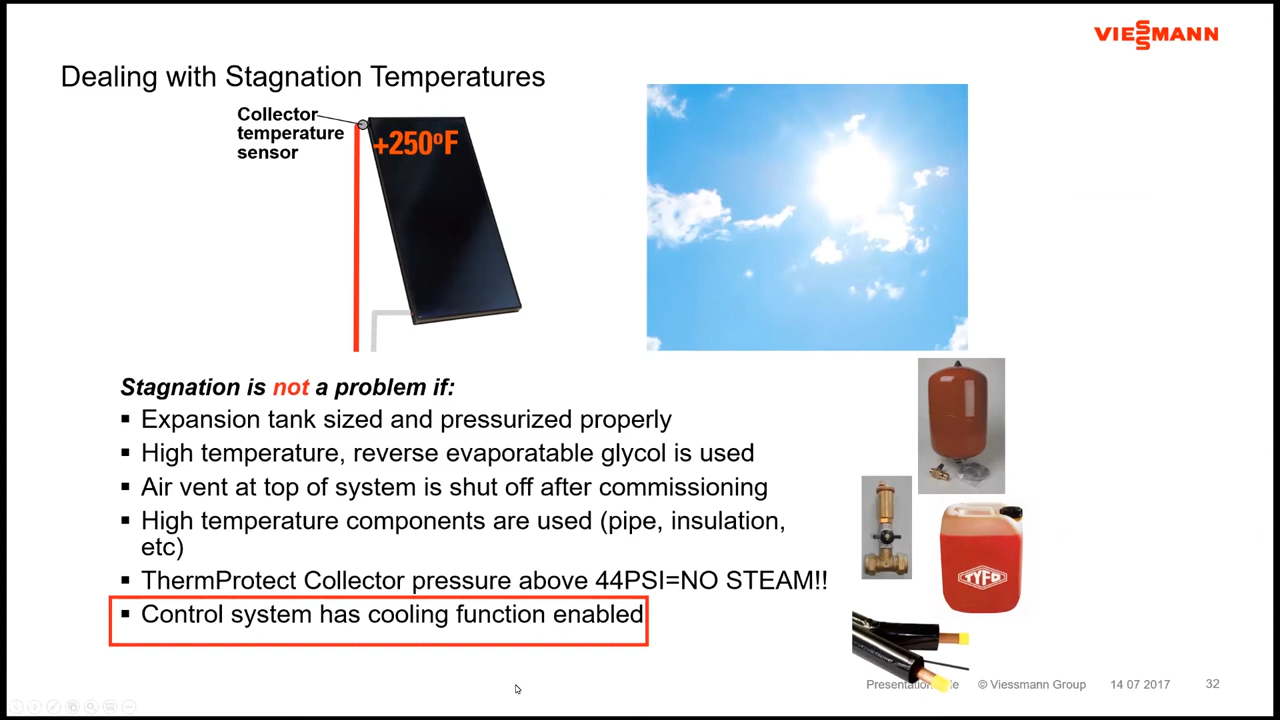 VIESSMANN
Dealing with Stagnation Temperatures
Collector
temperature
sensor
+250ºF
Stagnation is not a problem if:
▪ Expansion tank sized and pressurized properly
▪ High temperature, reverse evaporatable glycol is used
▪ Air vent at top of system is shut off after commissioning
▪ High temperature components are used (pipe, insulation,
etc)
▪ ThermProtect Collector pressure above 44PSI=NO STEAM!!
▪ Control system has cooling function enabled
TYFO
© Viessmann Group
14 07 2017
32